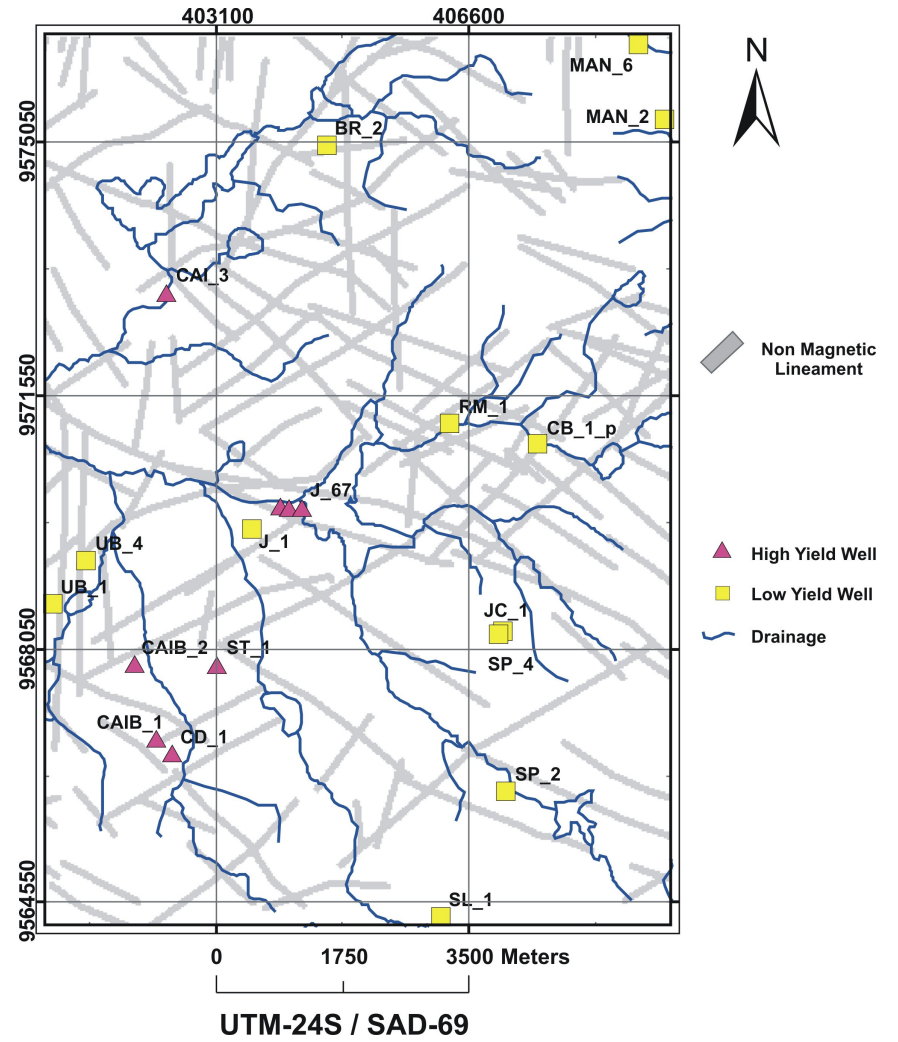 403100 406600
N
MAN_6
MAN_2
9575050
BR_2
CAI_3
Non Magnetic
Lineament
9571550
RM_1
CB_1_p
J_67
J_1
UB_4
UB_1
High Yield Well
Low Yield Well
JC_1
Drainage
9568050
CAIB_2
ST_1
SP_4
CAIB_1
CD_1
SP_2
9564550
SL_1
0 1750 3500 Meters
UTM-24S / SAD-69